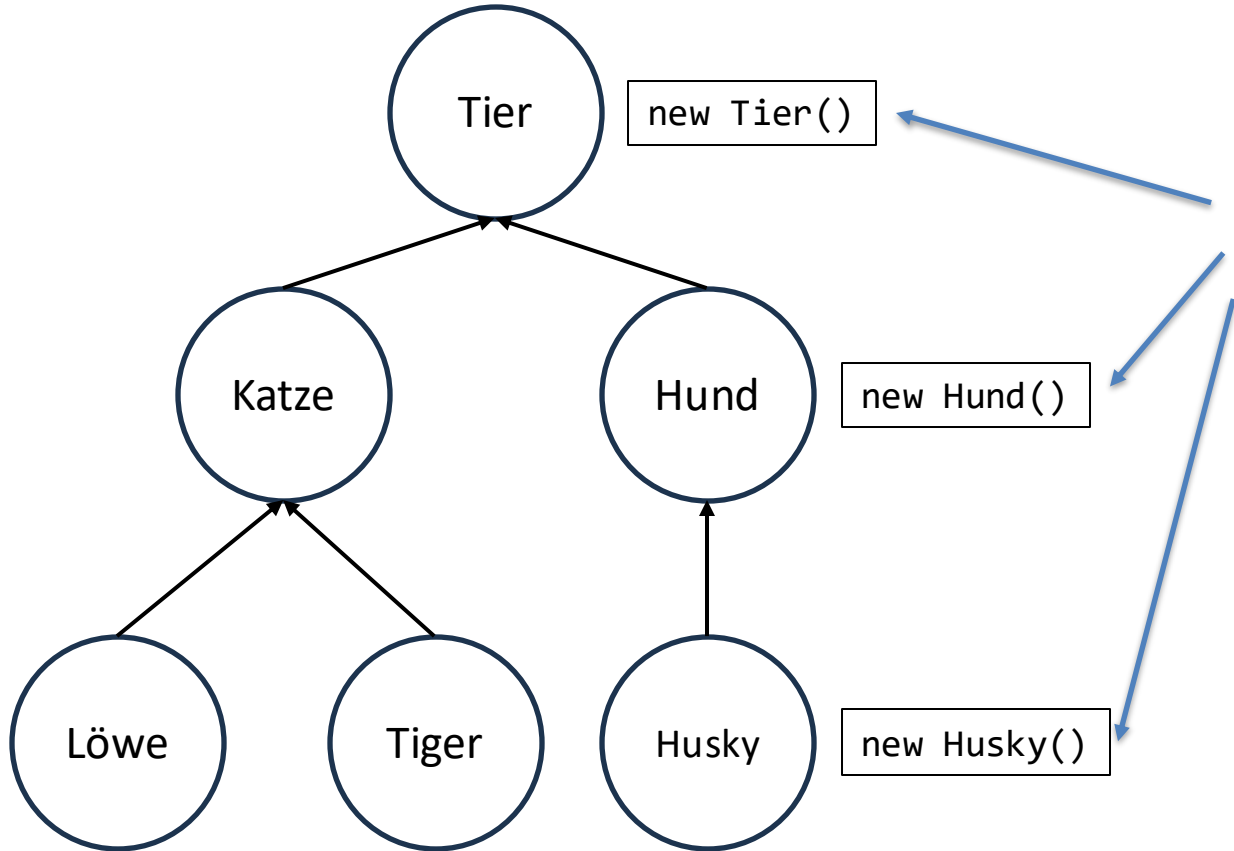 Tier
new Tier()
Katze
Hund
new Hund()
Löwe
Tiger
Husky
new Husky()